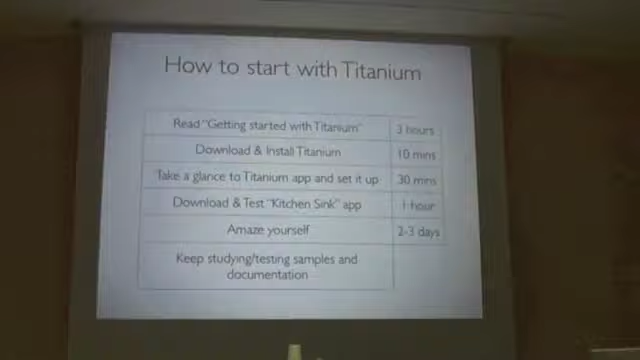 How to start with Titanium
Read "Getting started with Titanium" 3 hours
Download & Install Titanium 10 mins
Take a glance to Titanium app and set it up 30 mins
Download & Test "Kitchen Sink" app 1 hour
Amaze yourself 2-3 days
Keep studying/testing samples and
documentation